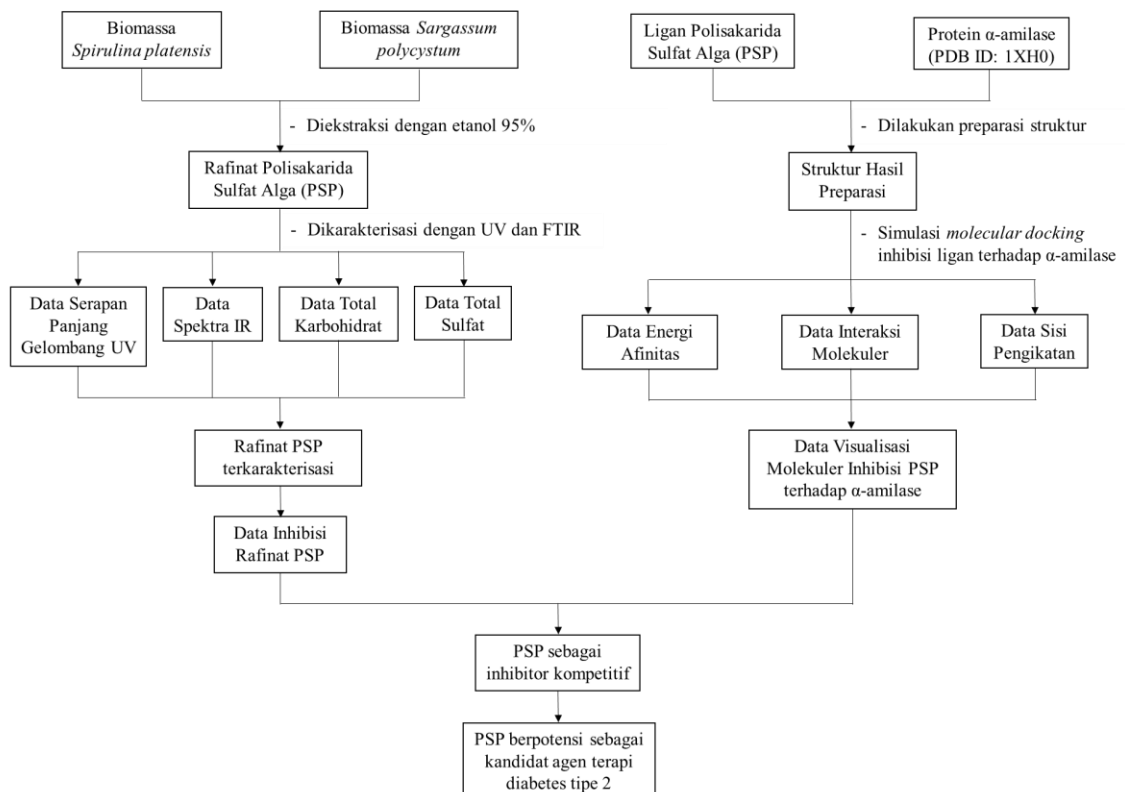 Biomassa
Spirulina platensis
Biomassa Sargassum
polycystum
Ligan Polisakarida
Sulfat Alga (PSP)
Protein α-amilase
(PDB ID: 1XH0)
- Diekstraksi dengan etanol 95%
- Dilakukan preparasi struktur
Rafinat Polisakarida
Sulfat Alga (PSP)
Struktur Hasil
Preparasi
- Dikarakterisasi dengan UV dan FTIR
- Simulasi molecular docking
inhibisi ligan terhadap α-amilase
Data Serapan
Panjang
Gelombang UV
Data
Spektra IR
Data Total
Karbohidrat
Data Total
Sulfat
Data Energi
Afinitas
Data Interaksi
Molekuler
Data Sisi
Pengikatan
Rafinat PSP
terkarakterisasi
Data Visualisasi
Molekuler Inhibisi PSP
terhadap α-amilase
Data Inhibisi
Rafinat PSP
PSP sebagai
inhibitor kompetitif
PSP berpotensi sebagai
kandidat agen terapi
diabetes tipe 2